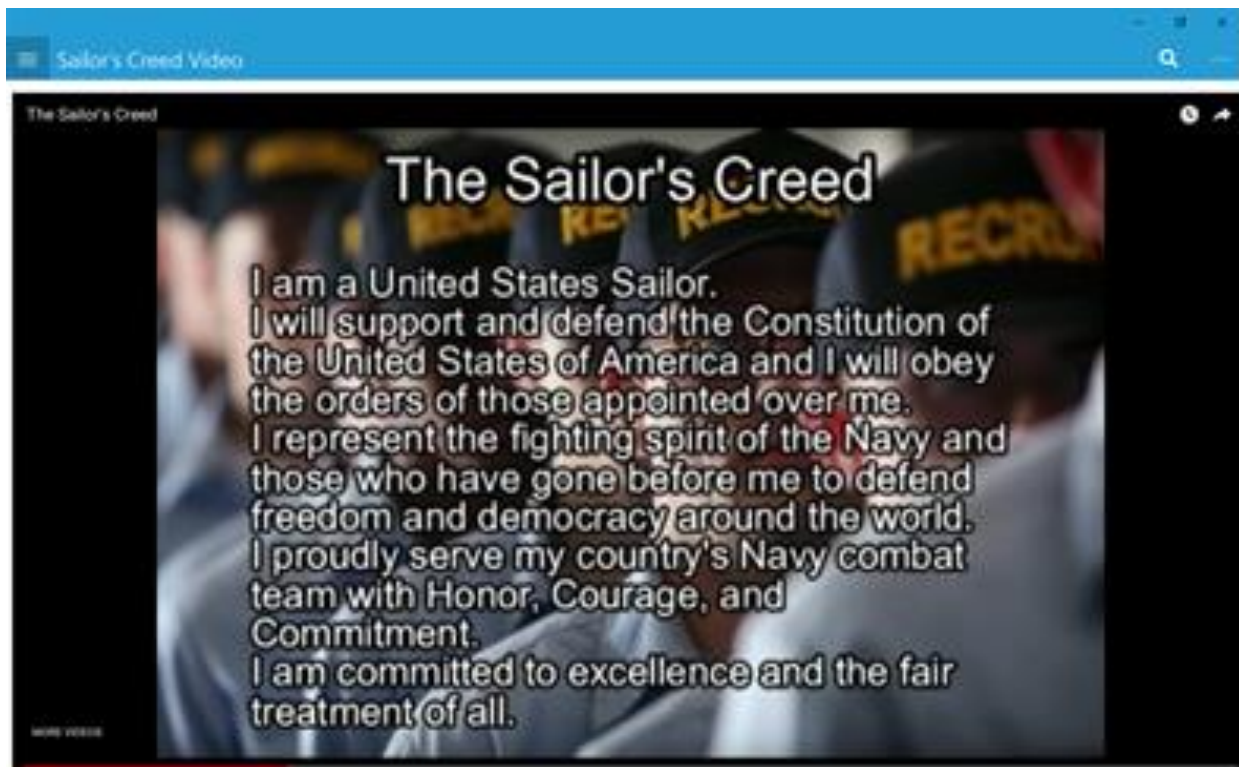 Sailor's Creed Video
The Sailor's Creed
The Sailor's Creed
RECRU
I am a United States Sailor.
I will support and defend the Constitution of
the United States of America and I will obey
the orders of those appointed over me.
I represent the fighting spirit of the Navy and
those who have gone before me to defend
freedom and democracy around the world.
I proudly serve my country's Navy combat
team with Honor, Courage, and
Commitment.
I am committed to excellence and the fair
treatment of all.
MORE VIDEOS